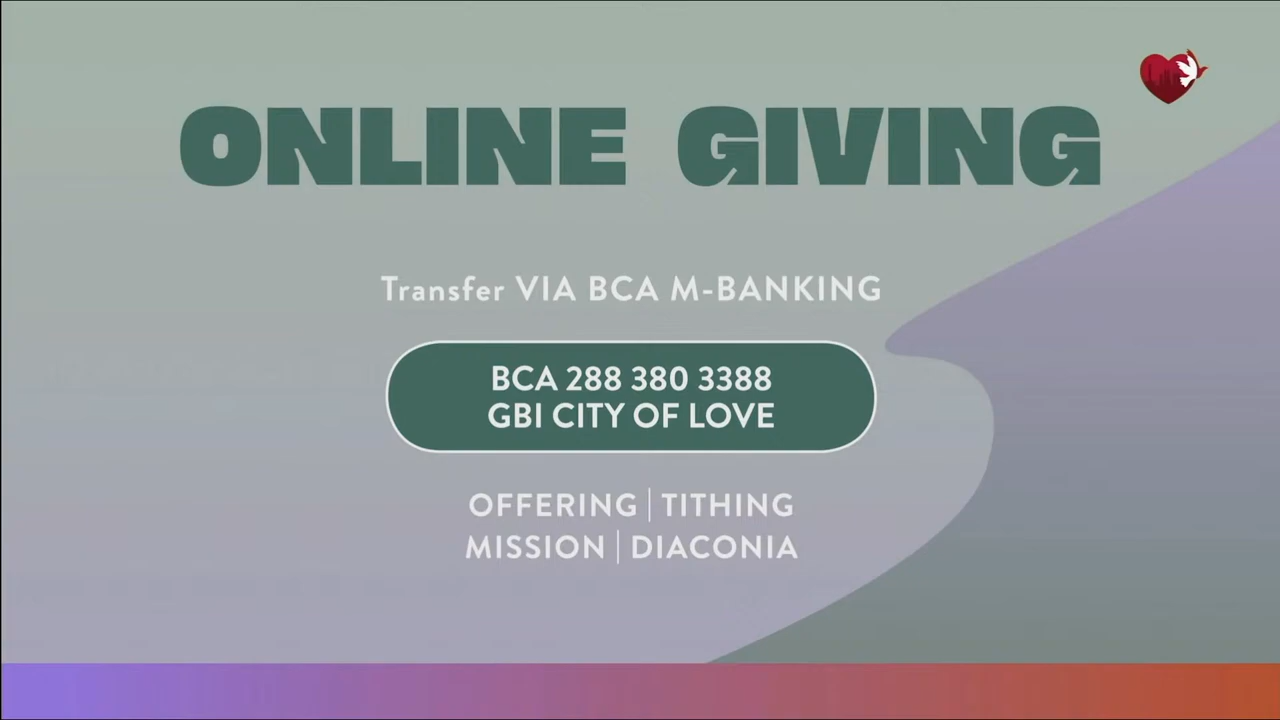 ONLINE GIVING
Transfer VIA BCA M-BANKING
BCA 288 380 3388
GBI CITY OF LOVE
OFFERING | TITHING
MISSION | DIACONIA